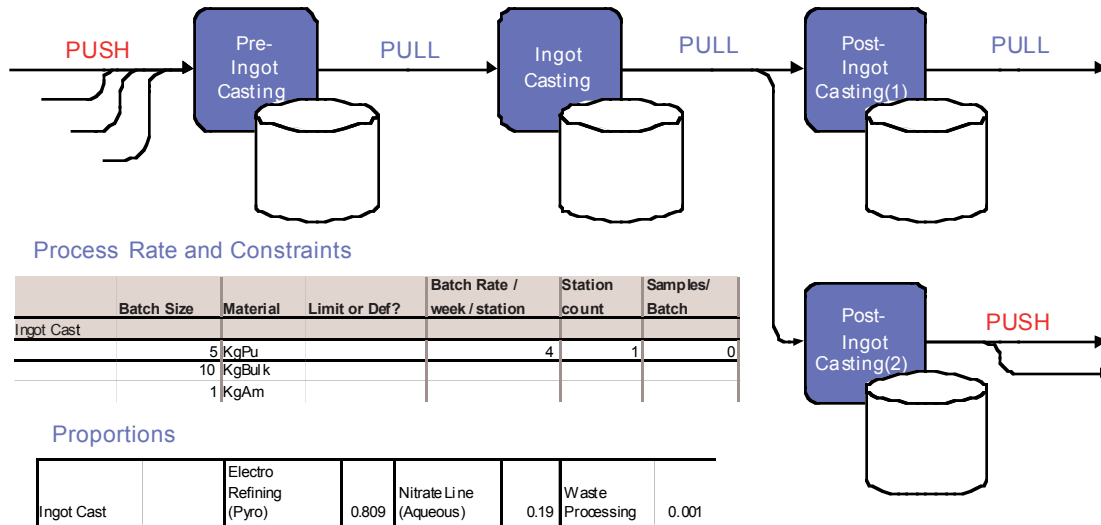 PUSH
Pre-
Ingot
Casting
PULL
Ingot
Casting
PULL
Post-
Ingot
Casting(1)
PULL
Process Rate and Constraints
Batch Size Material Limit or Def? Batch Rate / week / station Station count Samples/ Batch
Ingot Cast
5 KgPu 4 1 0
10 KgBulk
1 KgAm
Post-
Ingot
Casting(2)
PUSH
Proportions
Ingot Cast Electro Refining (Pyro) 0.809 Nitrate Line (Aqueous) 0.19 Waste Processing 0.001